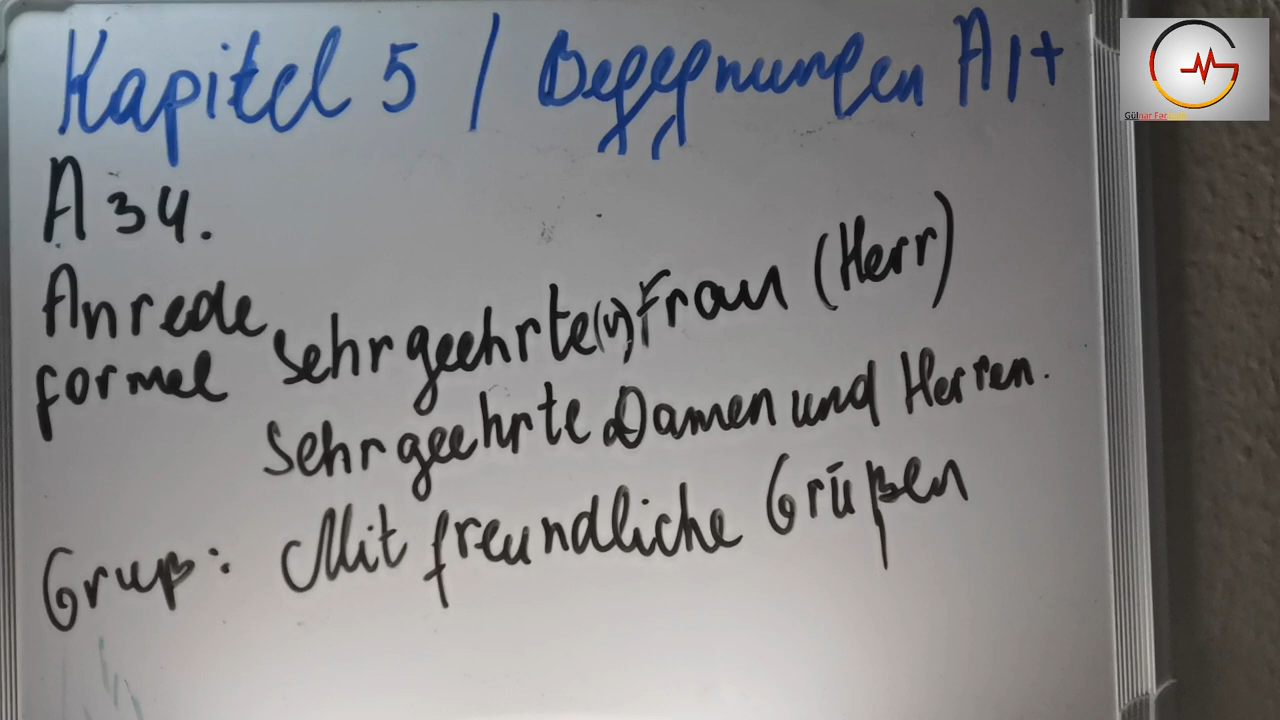 Kapitel 5 / Begegnungen A1+
A 34.
Anrede
formel sehr geehrte(r) Frau (Herr)
sehr geehrte Damen und Herren.
Gruß: Mit freundliche Grüßen
Gülnar